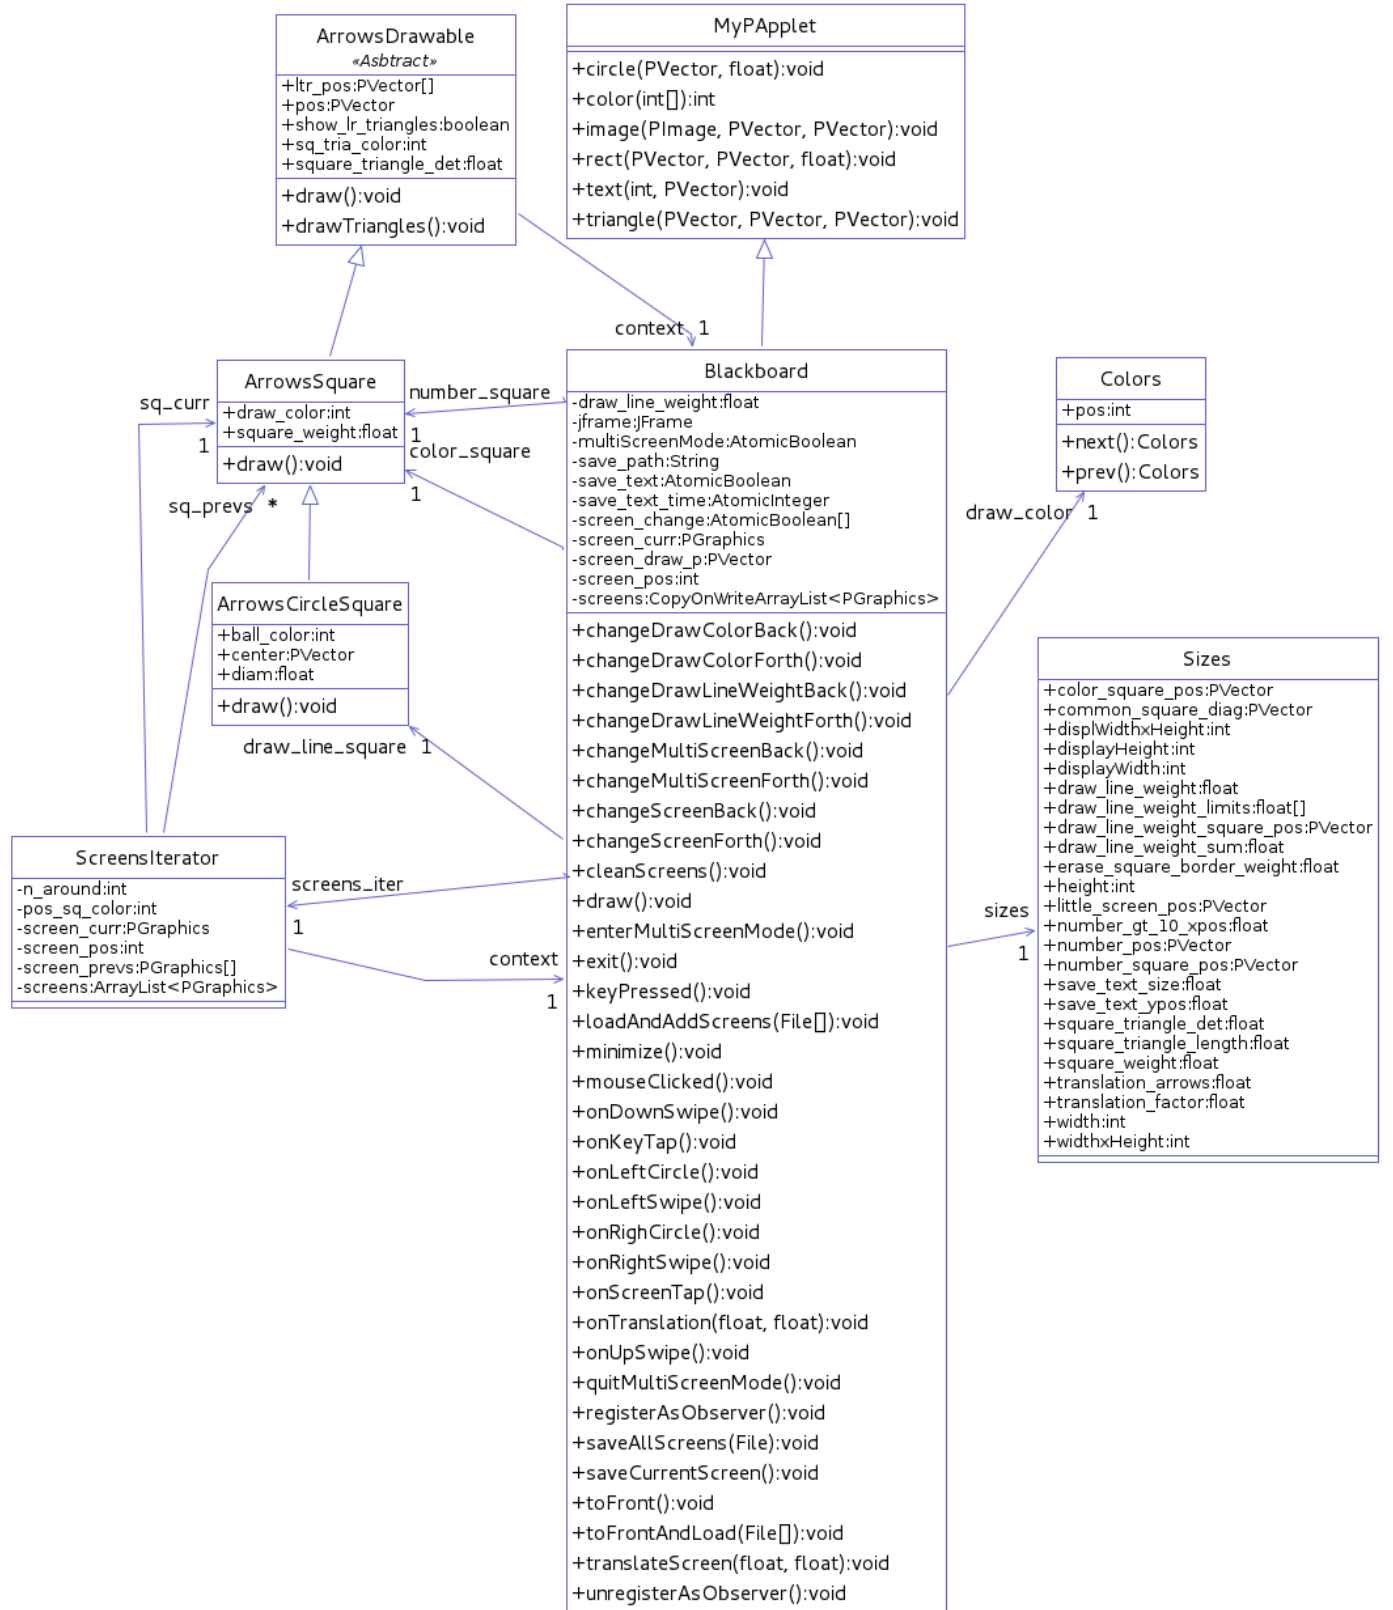 ArrowsDrawable
«Asbtract»
+ltr_pos:PVector[]
+pos:PVector
+show_lr_triangles:boolean
+sq_tria_color:int
+square_triangle_det:float
+draw():void
+drawTriangles():void
MyPApplet
+circle(PVector, float):void
+color(int[]):int
+image(PImage, PVector, PVector):void
+rect(PVector, PVector, float):void
+text(int, PVector):void
+triangle(PVector, PVector, PVector):void
context 1
sq_curr
1
ArrowsSquare
+draw_color:int
+square_weight:float
+draw():void
number_square
1
color_square
1
sq_prevs *
ArrowsCircleSquare
+ball_color:int
+center:PVector
+diam:float
+draw():void
draw_line_square 1
ScreensIterator
-n_around:int
-pos_sq_color:int
-screen_curr:PGraphics
-screen_pos:int
-screen_prevs:PGraphics[]
-screens:ArrayList<PGraphics>
screens_iter
1
context
1
Blackboard
-draw_line_weight:float
-jframe:JFrame
-multiScreenMode:AtomicBoolean
-save_path:String
-save_text:AtomicBoolean
-save_text_time:AtomicInteger
-screen_change:AtomicBoolean[]
-screen_curr:PGraphics
-screen_draw_p:PVector
-screen_pos:int
-screens:CopyOnWriteArrayList<PGraphics>
+changeDrawColorBack():void
+changeDrawColorForth():void
+changeDrawLineWeightBack():void
+changeDrawLineWeightForth():void
+changeMultiScreenBack():void
+changeMultiScreenForth():void
+changeScreenBack():void
+changeScreenForth():void
+cleanScreens():void
+draw():void
+enterMultiScreenMode():void
+exit():void
+keyPressed():void
+loadAndAddScreens(File[]):void
+minimize():void
+mouseClicked():void
+onDownSwipe():void
+onKeyTap():void
+onLeftCircle():void
+onLeftSwipe():void
+onRighCircle():void
+onRightSwipe():void
+onScreenTap():void
+onTranslation(float, float):void
+onUpSwipe():void
+quitMultiScreenMode():void
+registerAsObserver():void
+saveAllScreens(File):void
+saveCurrentScreen():void
+toFront():void
+toFrontAndLoad(File[]):void
+translateScreen(float, float):void
+unregisterAsObserver():void
Colors
+pos:int
+next():Colors
+prev():Colors
draw_color 1
sizes
1
Sizes
+color_square_pos:PVector
+common_square_diag:PVector
+displWidthxHeight:int
+displayHeight:int
+displayWidth:int
+draw_line_weight:float
+draw_line_weight_limits:float[]
+draw_line_weight_square_pos:PVector
+draw_line_weight_sum:float
+erase_square_border_weight:float
+height:int
+little_screen_pos:PVector
+number_gt_10_xpos:float
+number_pos:PVector
+number_square_pos:PVector
+save_text_size:float
+save_text_ypos:float
+square_triangle_det:float
+square_triangle_length:float
+square_weight:float
+translation_arrows:float
+translation_factor:float
+width:int
+widthxHeight:int